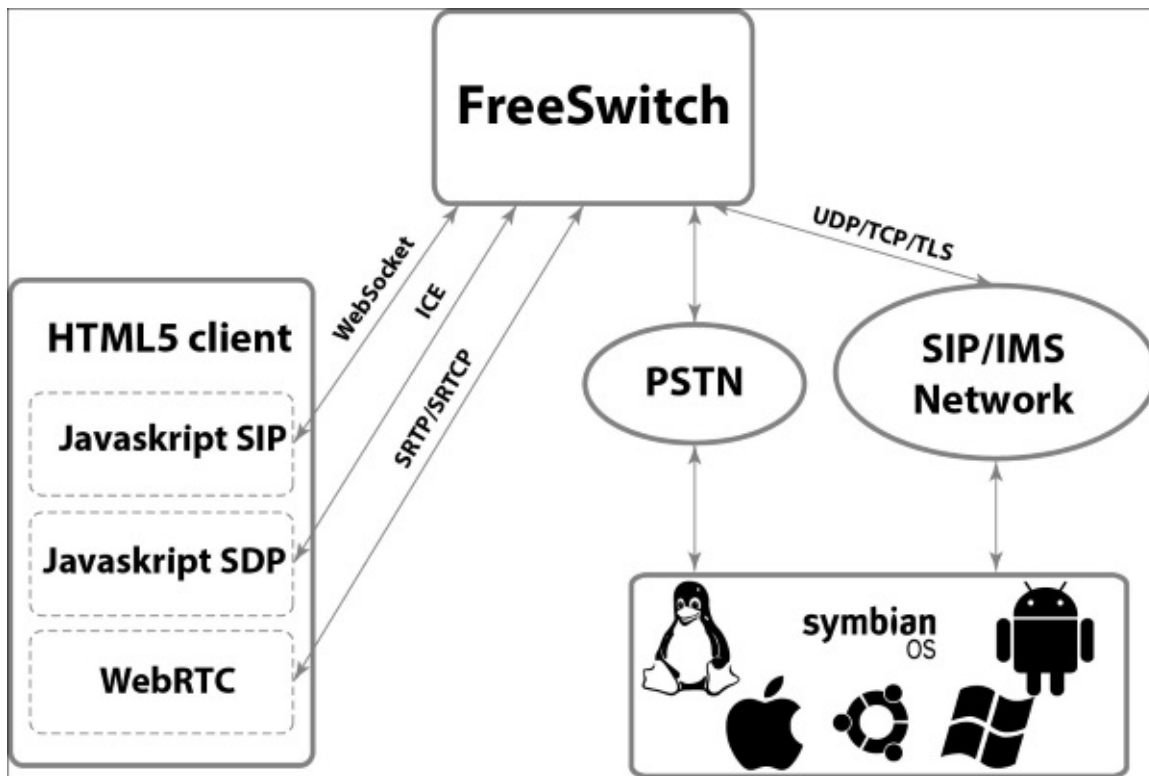 FreeSwitch
WebSocket
ICE
SRTP/SRTCP
UDP/TCP/TLS
HTML5 client
Javaskript SIP
Javaskript SDP
WebRTC
PSTN
SIP/IMS
Network
symbian
OS